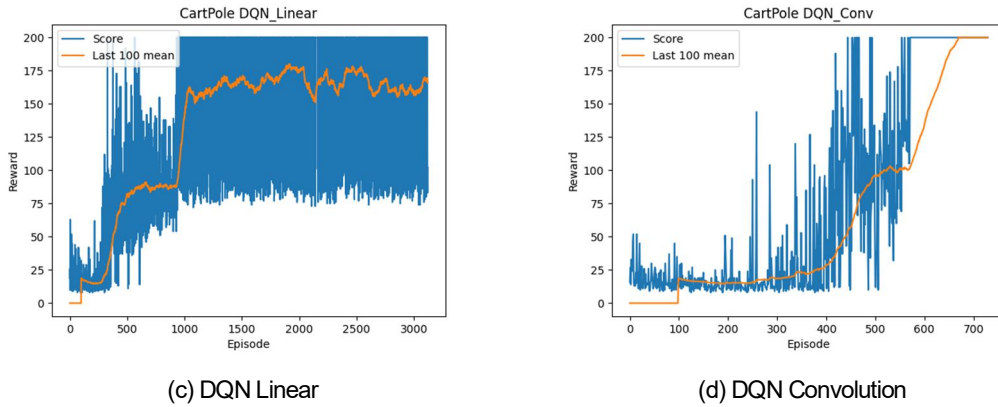 CartPole DQN_Linear
Score
Last 100 mean
Reward
200
175
150
125
100
75
50
25
0
0 500 1000 1500 2000 2500 3000
Episode
(c) DQN Linear
CartPole DQN_Conv
Score
Last 100 mean
Reward
200
175
150
125
100
75
50
25
0
0 100 200 300 400 500 600 700
Episode
(d) DQN Convolution